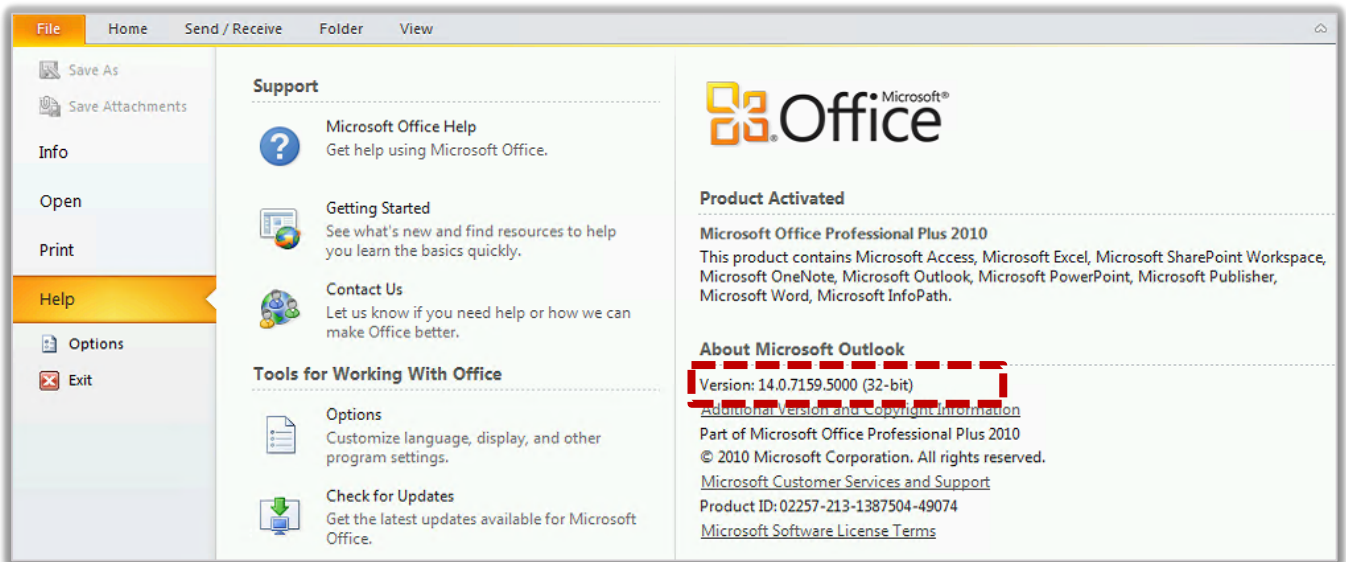 File Home Send / Receive Folder View
Save As
Save Attachments
Info
Open
Print
Help
Options
Exit
Support
Microsoft Office Help
Get help using Microsoft Office.
Getting Started
See what's new and find resources to help
you learn the basics quickly.
Contact Us
Let us know if you need help or how we can
make Office better.
Tools for Working With Office
Options
Customize language, display, and other
program settings.
Check for Updates
Get the latest updates available for Microsoft
Office.
Microsoft®
Office
Product Activated
Microsoft Office Professional Plus 2010
This product contains Microsoft Access, Microsoft Excel, Microsoft SharePoint Workspace,
Microsoft OneNote, Microsoft Outlook, Microsoft PowerPoint, Microsoft Publisher,
Microsoft Word, Microsoft InfoPath.
About Microsoft Outlook
Version: 14.0.7159.5000 (32-bit)
Additional Version and Copyright Information
Part of Microsoft Office Professional Plus 2010
© 2010 Microsoft Corporation. All rights reserved.
Microsoft Customer Services and Support
Product ID: 02257-213-1387504-49074
Microsoft Software License Terms